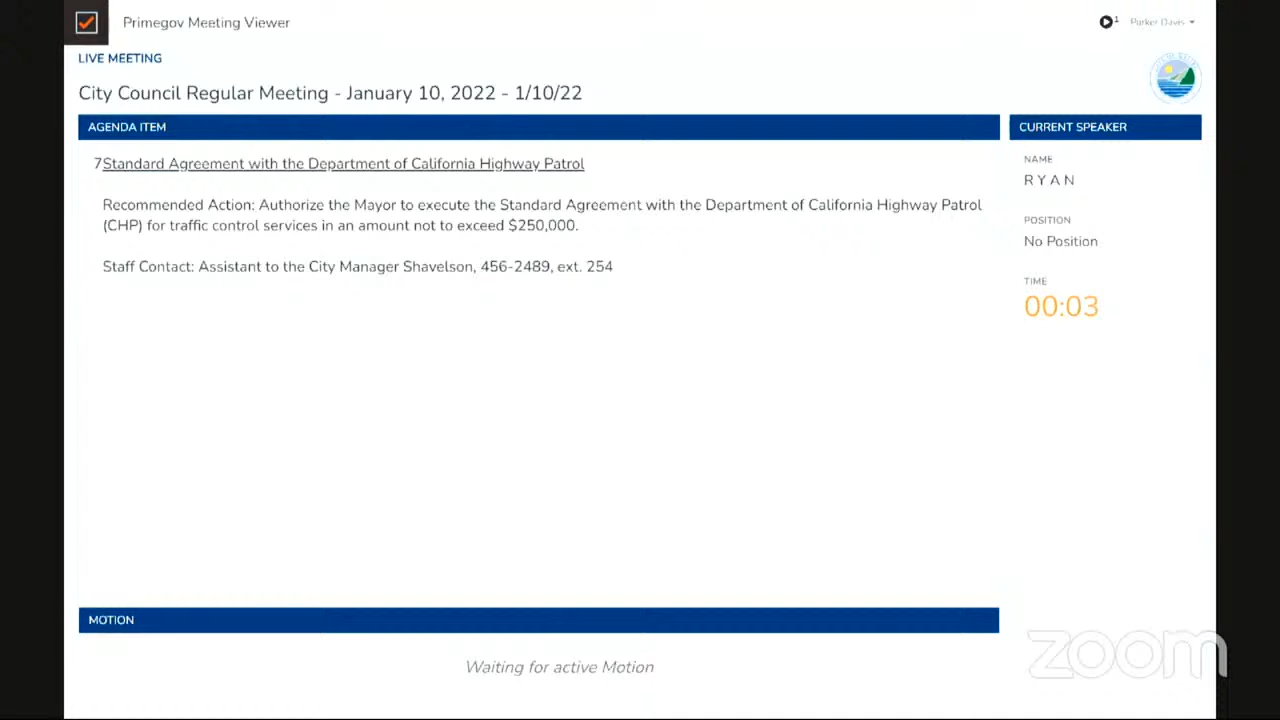 Primegov Meeting Viewer
1
Parker Davis
LIVE MEETING
City Council Regular Meeting - January 10, 2022 - 1/10/22
AGENDA ITEM
CURRENT SPEAKER
7 Standard Agreement with the Department of California Highway Patrol
Recommended Action: Authorize the Mayor to execute the Standard Agreement with the Department of California Highway Patrol
(CHP) for traffic control services in an amount not to exceed $250,000.
Staff Contact: Assistant to the City Manager Shavelson, 456-2489, ext. 254
NAME
R Y A N
POSITION
No Position
TIME
00:03
MOTION
Waiting for active Motion
zoom